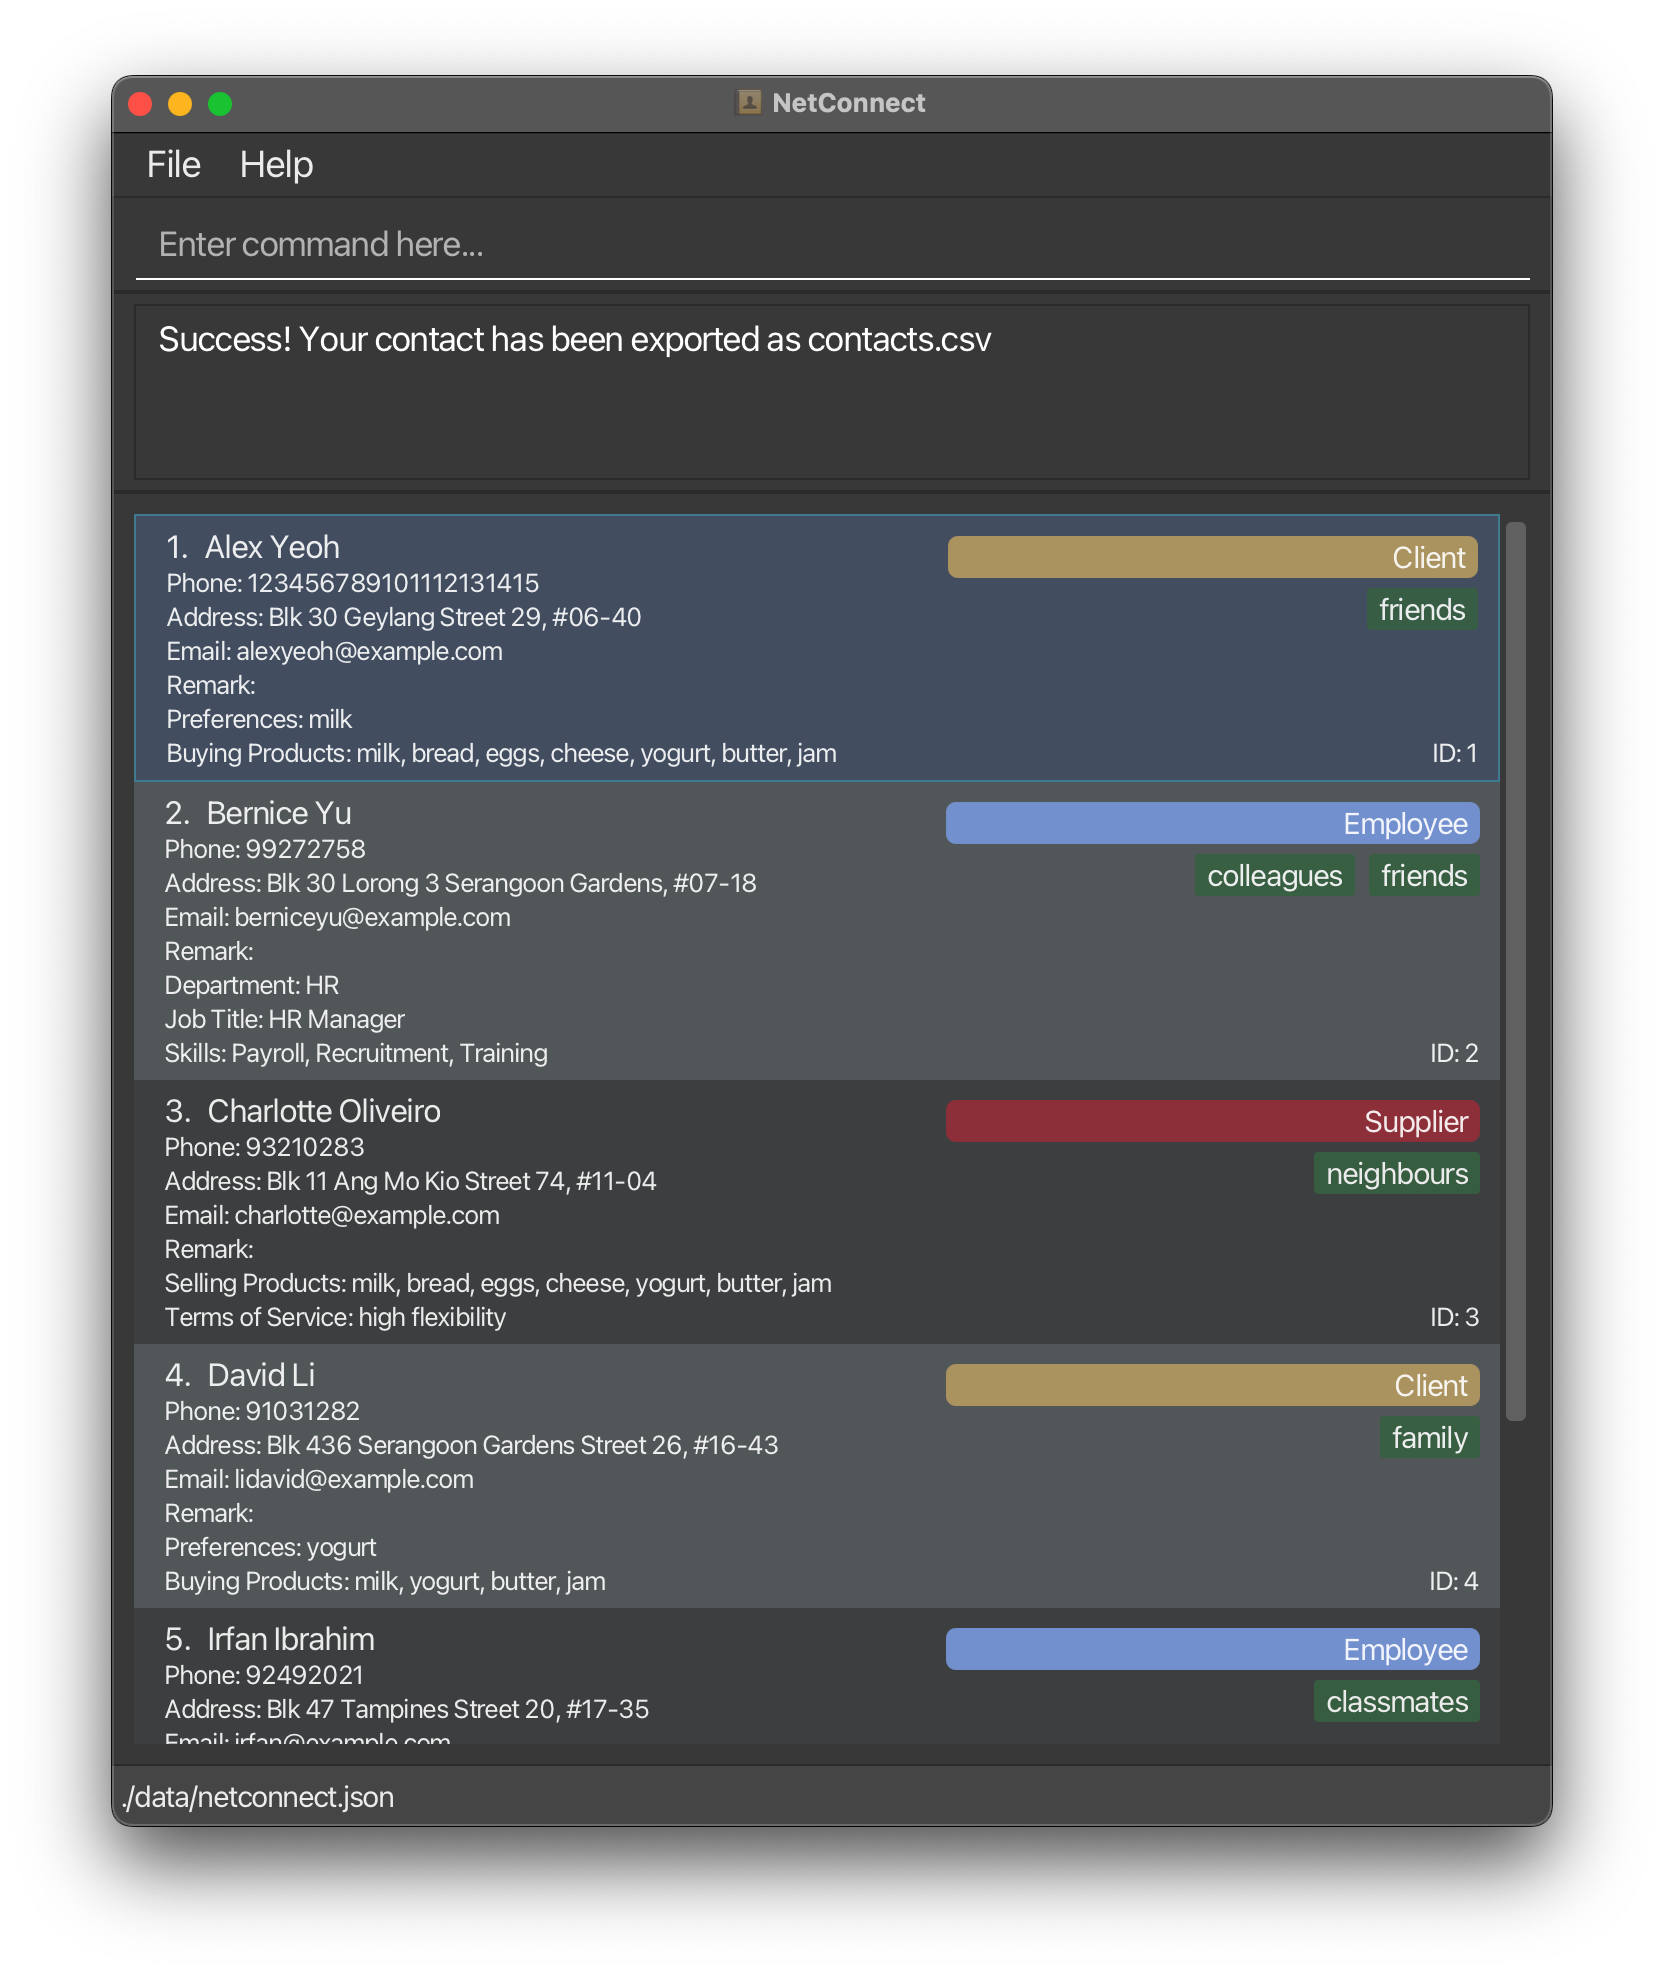 NetConnect
File Help
Enter command here...
Success! Your contact has been exported as contacts.csv
1. Alex Yeoh
Client
Phone: 123456789101112131415
friends
Address: Blk 30 Geylang Street 29, #06-40
Email: alexyeoh@example.com
Remark:
Preferences: milk
Buying Products: milk, bread, eggs, cheese, yogurt, butter, jam
ID: 1
2. Bernice Yu
Employee
Phone: 99272758
colleagues friends
Address: Blk 30 Lorong 3 Serangoon Gardens, #07-18
Email: berniceyu@example.com
Remark:
Department: HR
Job Title: HR Manager
Skills: Payroll, Recruitment, Training
ID: 2
3. Charlotte Oliveiro
Supplier
Phone: 93210283
neighbours
Address: Blk 11 Ang Mo Kio Street 74, #11-04
Email: charlotte@example.com
Remark:
Selling Products: milk, bread, eggs, cheese, yogurt, butter, jam
Terms of Service: high flexibility
ID: 3
4. David Li
Client
Phone: 91031282
family
Address: Blk 436 Serangoon Gardens Street 26, #16-43
Email: lidavid@example.com
Remark:
Preferences: yogurt
Buying Products: milk, yogurt, butter, jam
ID: 4
5. Irfan Ibrahim
Employee
Phone: 92492021
classmates
Address: Blk 47 Tampines Street 20, #17-35
Email: irfan@example.com
./data/netconnect.json